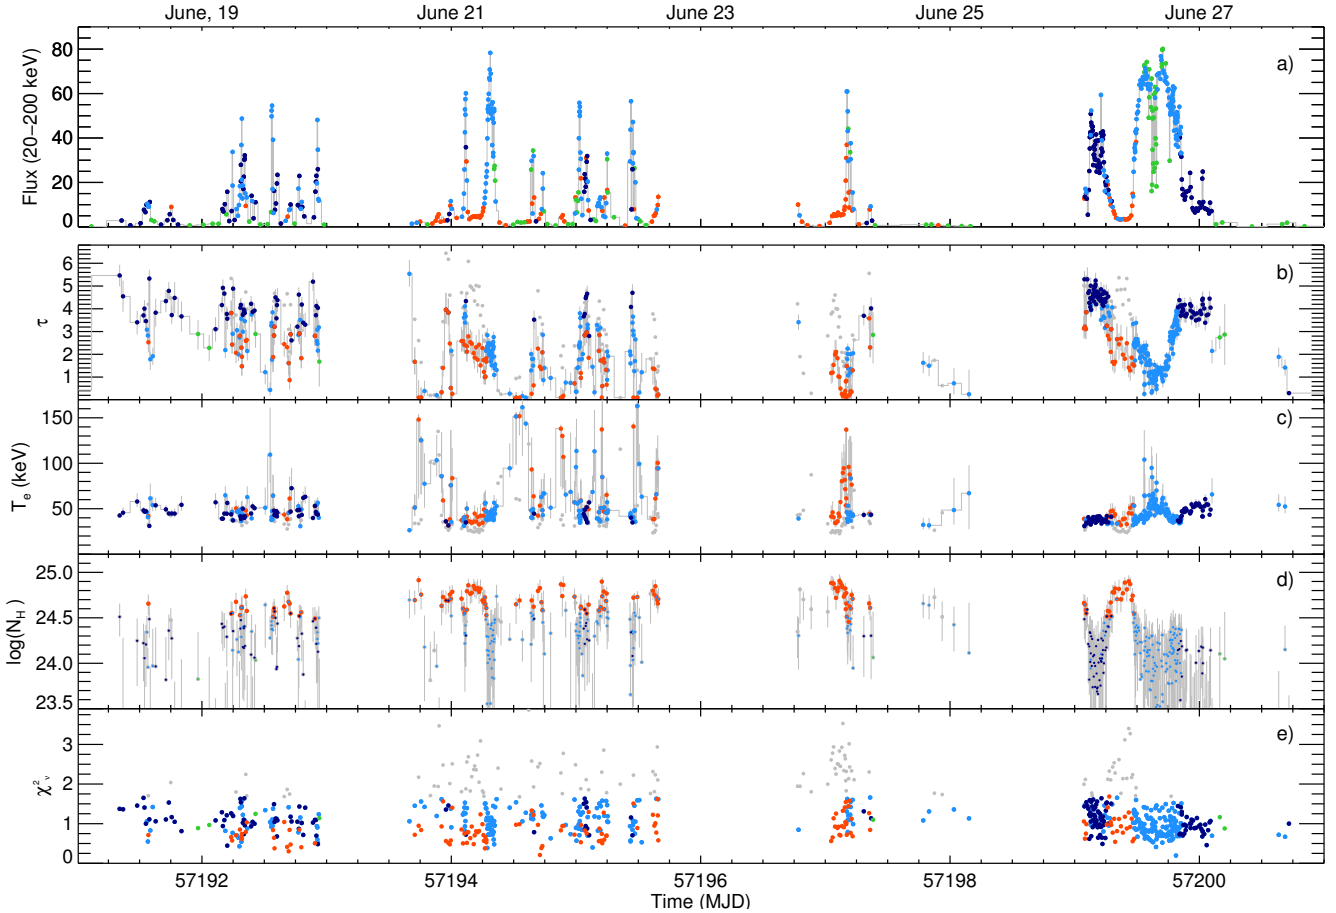 June, 19 June 21 June 23 June 25 June 27
Flux (20−200 keV)
80
60
40
20
0
a)
τ
6
5
4
3
2
1
b)
T_e (keV)
150
100
50
c)
log(N_H)
25.0
24.5
24.0
23.5
d)
χ²_ν
3
2
1
0
e)
57192 57194 57196 57198 57200
Time (MJD)